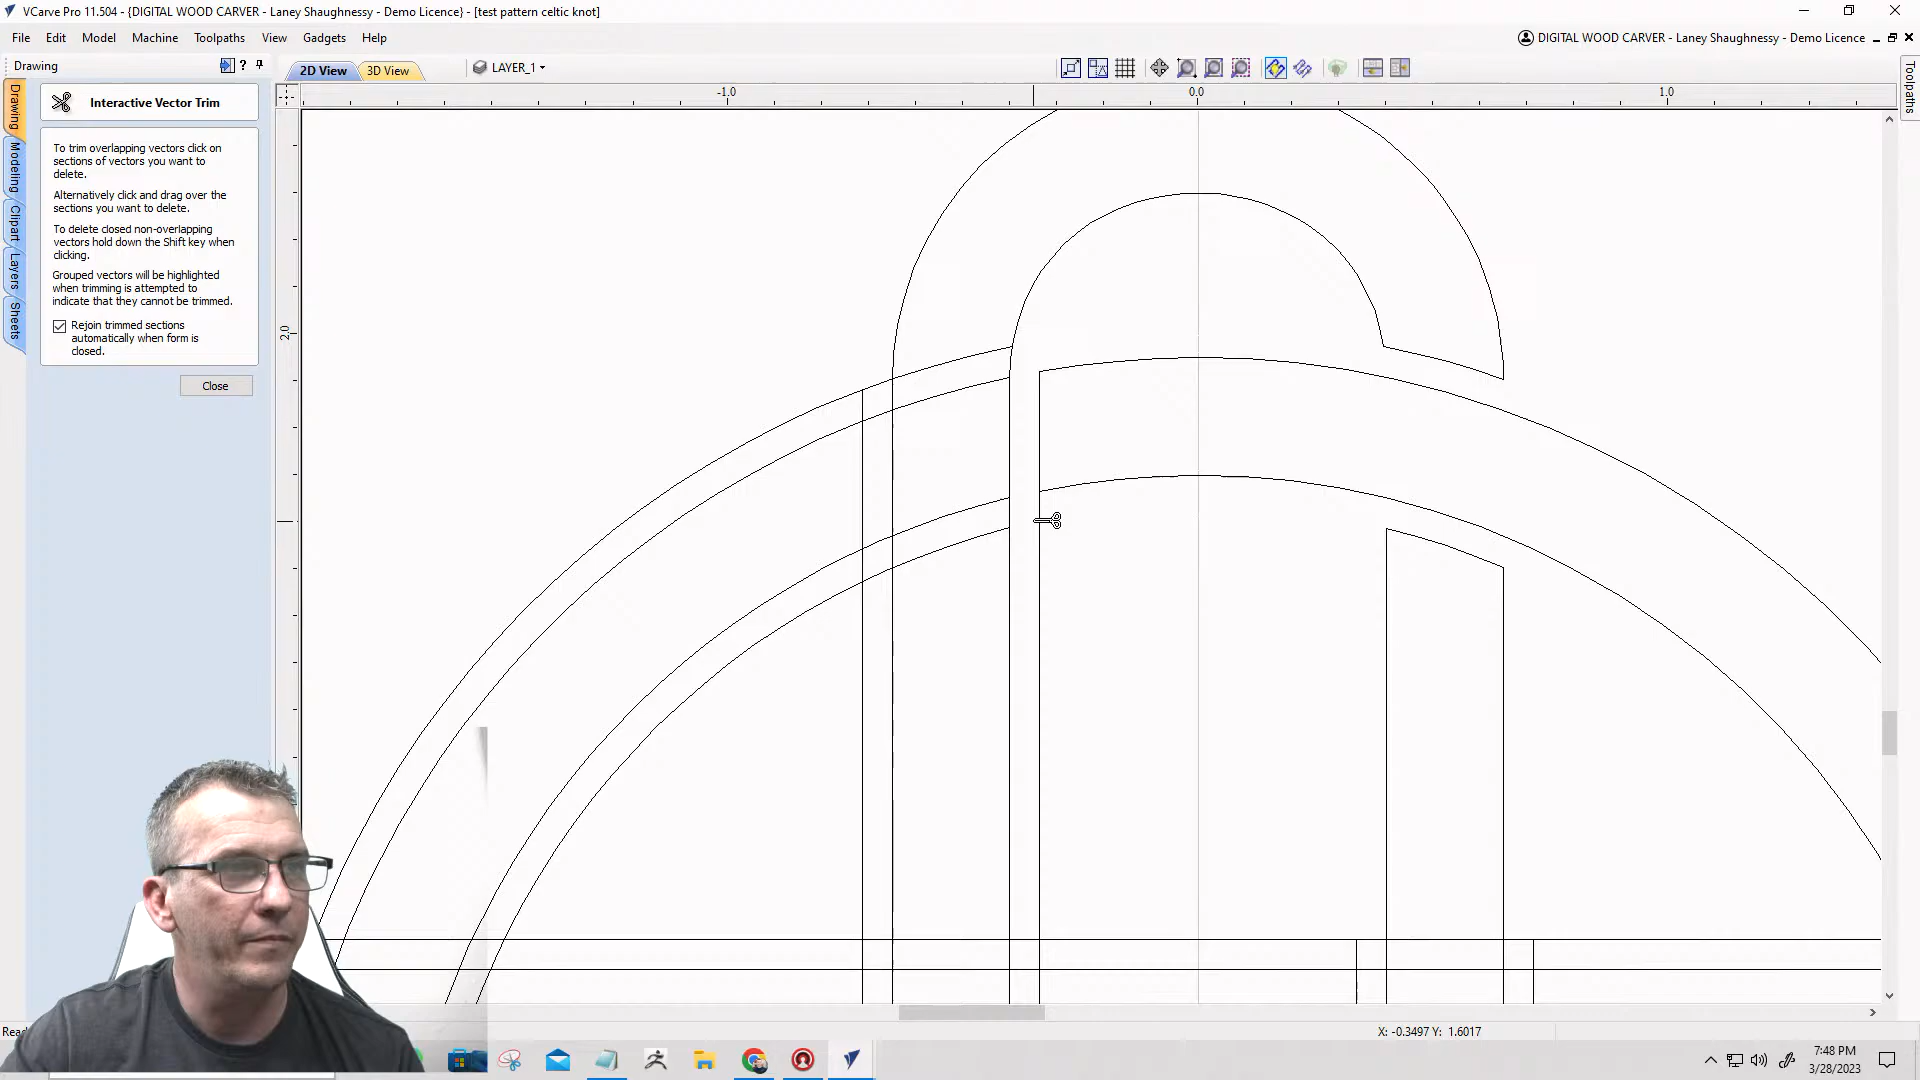 VCarve Pro 11.504 - {DIGITAL WOOD CARVER - Laney Shaughnessy - Demo Licence} - [test pattern celtic knot]
File Edit Model Machine Toolpaths View Gadgets Help
DIGITAL WOOD CARVER - Laney Shaughnessy - Demo Licence
Drawing
2D View
3D View
LAYER_1
Toolpaths
Drawing
Modeling
Clipart
Layers
Sheets
Interactive Vector Trim
To trim overlapping vectors click on
sections of vectors you want to
delete.
Alternatively click and drag over the
sections you want to delete.
To delete closed non-overlapping
vectors hold down the Shift key when
clicking.
Grouped vectors will be highlighted
when trimming is attempted to
indicate that they cannot be trimmed.
Rejoin trimmed sections
automatically when form is
closed.
Close
-1.0
0.0
1.0
2.0
X: -0.3497 Y: 1.6017
7:48 PM
3/28/2023